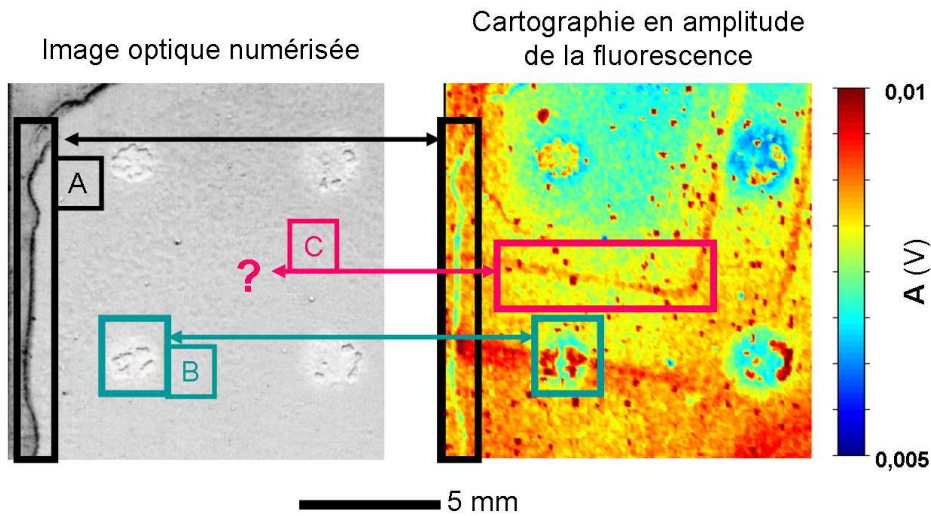 Image optique numérisée
Cartographie en amplitude
de la fluorescence
0,01
A
C
?
B
A (V)
0,005
5 mm